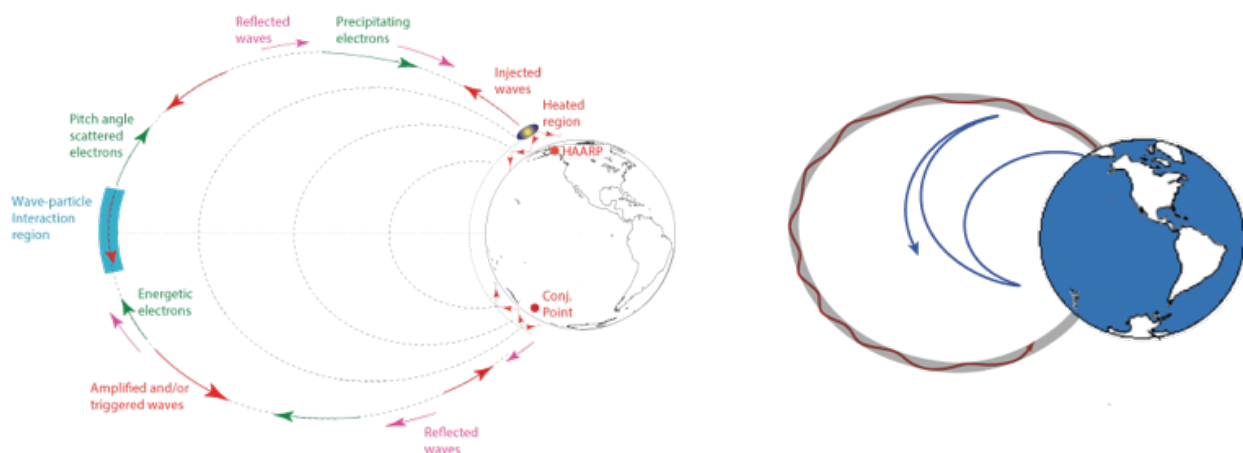 Reflected
waves
Precipitating
electrons
Injected
waves
Heated
region
HAARP
Pitch angle
scattered
electrons
Wave-particle
Interaction
region
Energetic
electrons
Conj.
Point
Amplified and/or
triggered waves
Reflected
waves